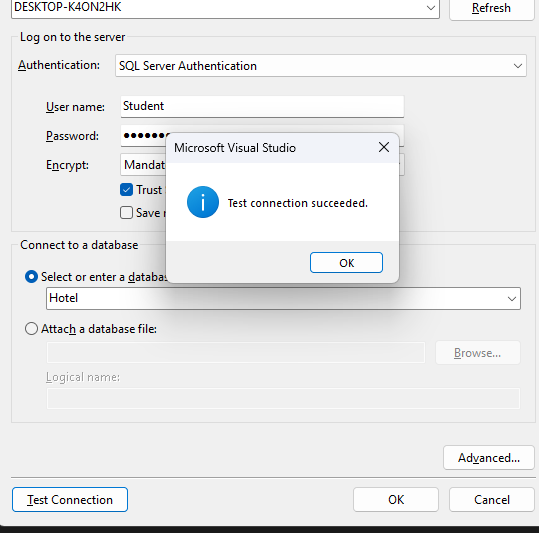 DESKTOP-K4ON2HK
Refresh
Log on to the server
Authentication: SQL Server Authentication
User name: Student
Password: ●●●●●●●
Microsoft Visual Studio
Encrypt: Mandat
Trust
Test connection succeeded.
Save
OK
Connect to a database
Select or enter a databa
Hotel
Attach a database file:
Browse...
Logical name:
Advanced...
Test Connection
OK
Cancel